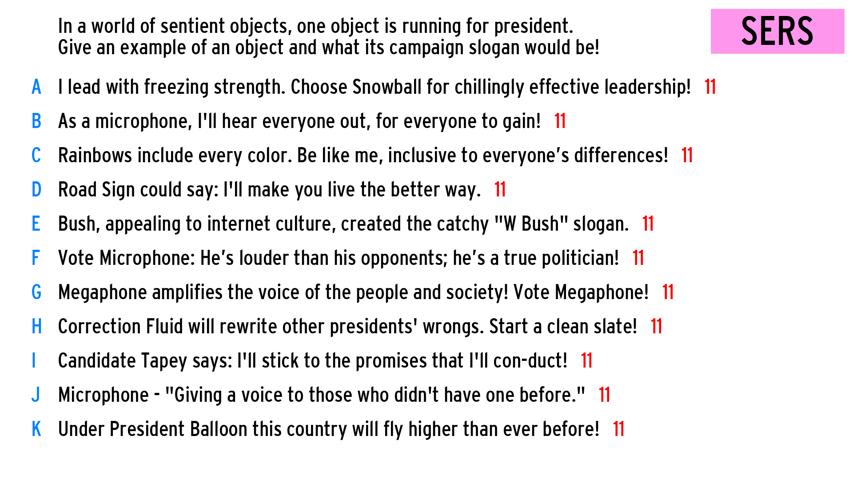 In a world of sentient objects, one object is running for president.
Give an example of an object and what its campaign slogan would be!
SERS
A I lead with freezing strength. Choose Snowball for chillingly effective leadership! 11
B As a microphone, I'll hear everyone out, for everyone to gain! 11
C Rainbows include every color. Be like me, inclusive to everyone’s differences! 11
D Road Sign could say: I'll make you live the better way. 11
E Bush, appealing to internet culture, created the catchy "W Bush" slogan. 11
F Vote Microphone: He’s louder than his opponents; he’s a true politician! 11
G Megaphone amplifies the voice of the people and society! Vote Megaphone! 11
H Correction Fluid will rewrite other presidents' wrongs. Start a clean slate! 11
I Candidate Tapey says: I'll stick to the promises that I'll con-duct! 11
J Microphone - "Giving a voice to those who didn't have one before." 11
K Under President Balloon this country will fly higher than ever before! 11